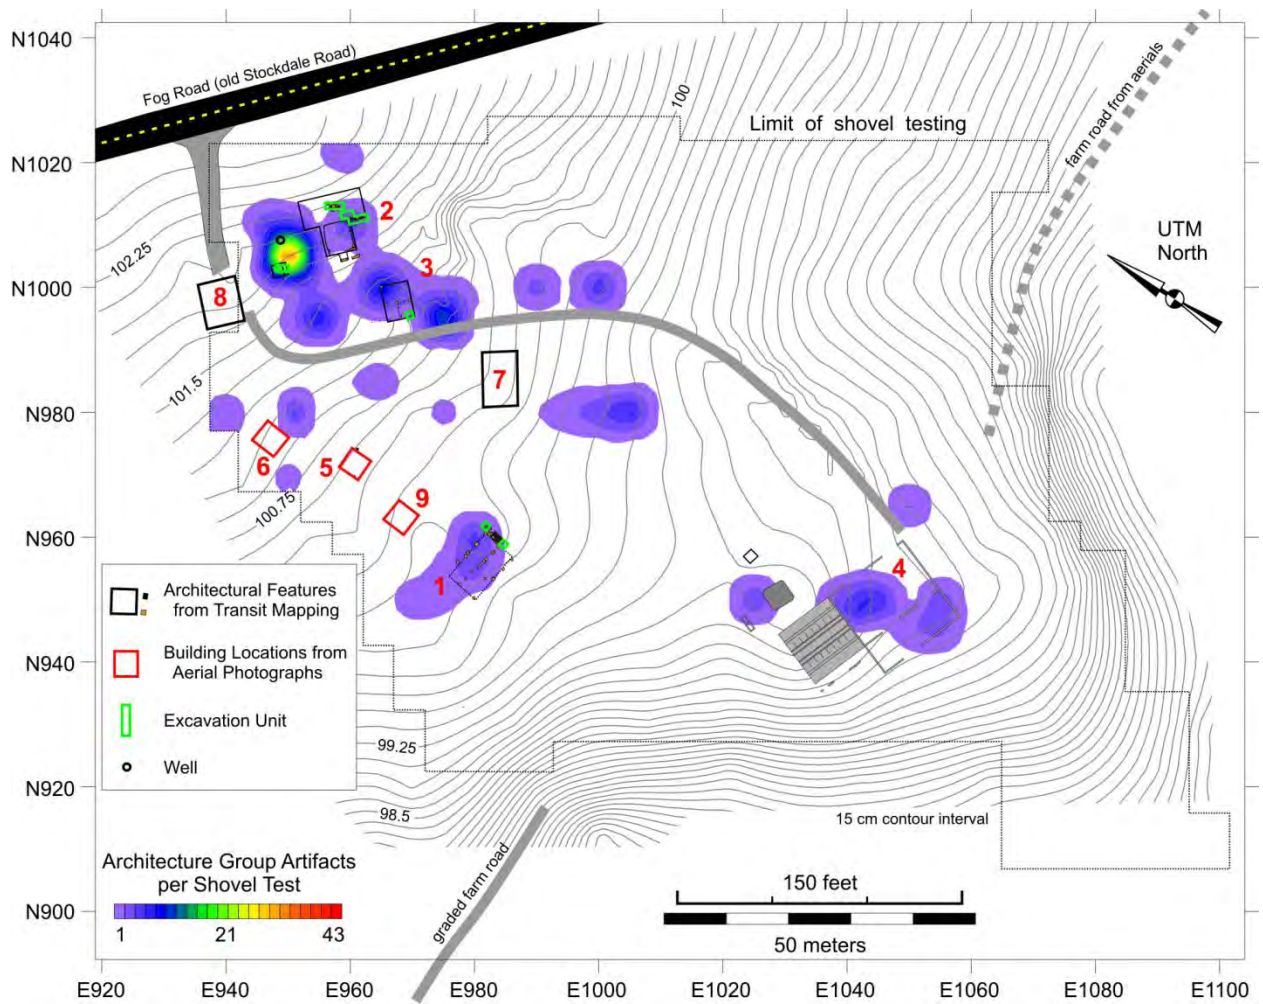 N1040
N1020
N1000
N980
N960
N940
N920
N900
E920
E940
E960
E980
E1000
E1020
E1040
E1060
E1080
E1100
Fog Road (old Stockdale Road)
100
Limit of shovel testing
farm road from aerials
UTM
North
102.25
101.5
100.75
99.25
98.5
2
3
8
7
6
5
9
1
4
Architectural Features
from Transit Mapping
Building Locations from
Aerial Photographs
Excavation Unit
Well
Architecture Group Artifacts
per Shovel Test
1
21
43
graded farm road
15 cm contour interval
150 feet
50 meters